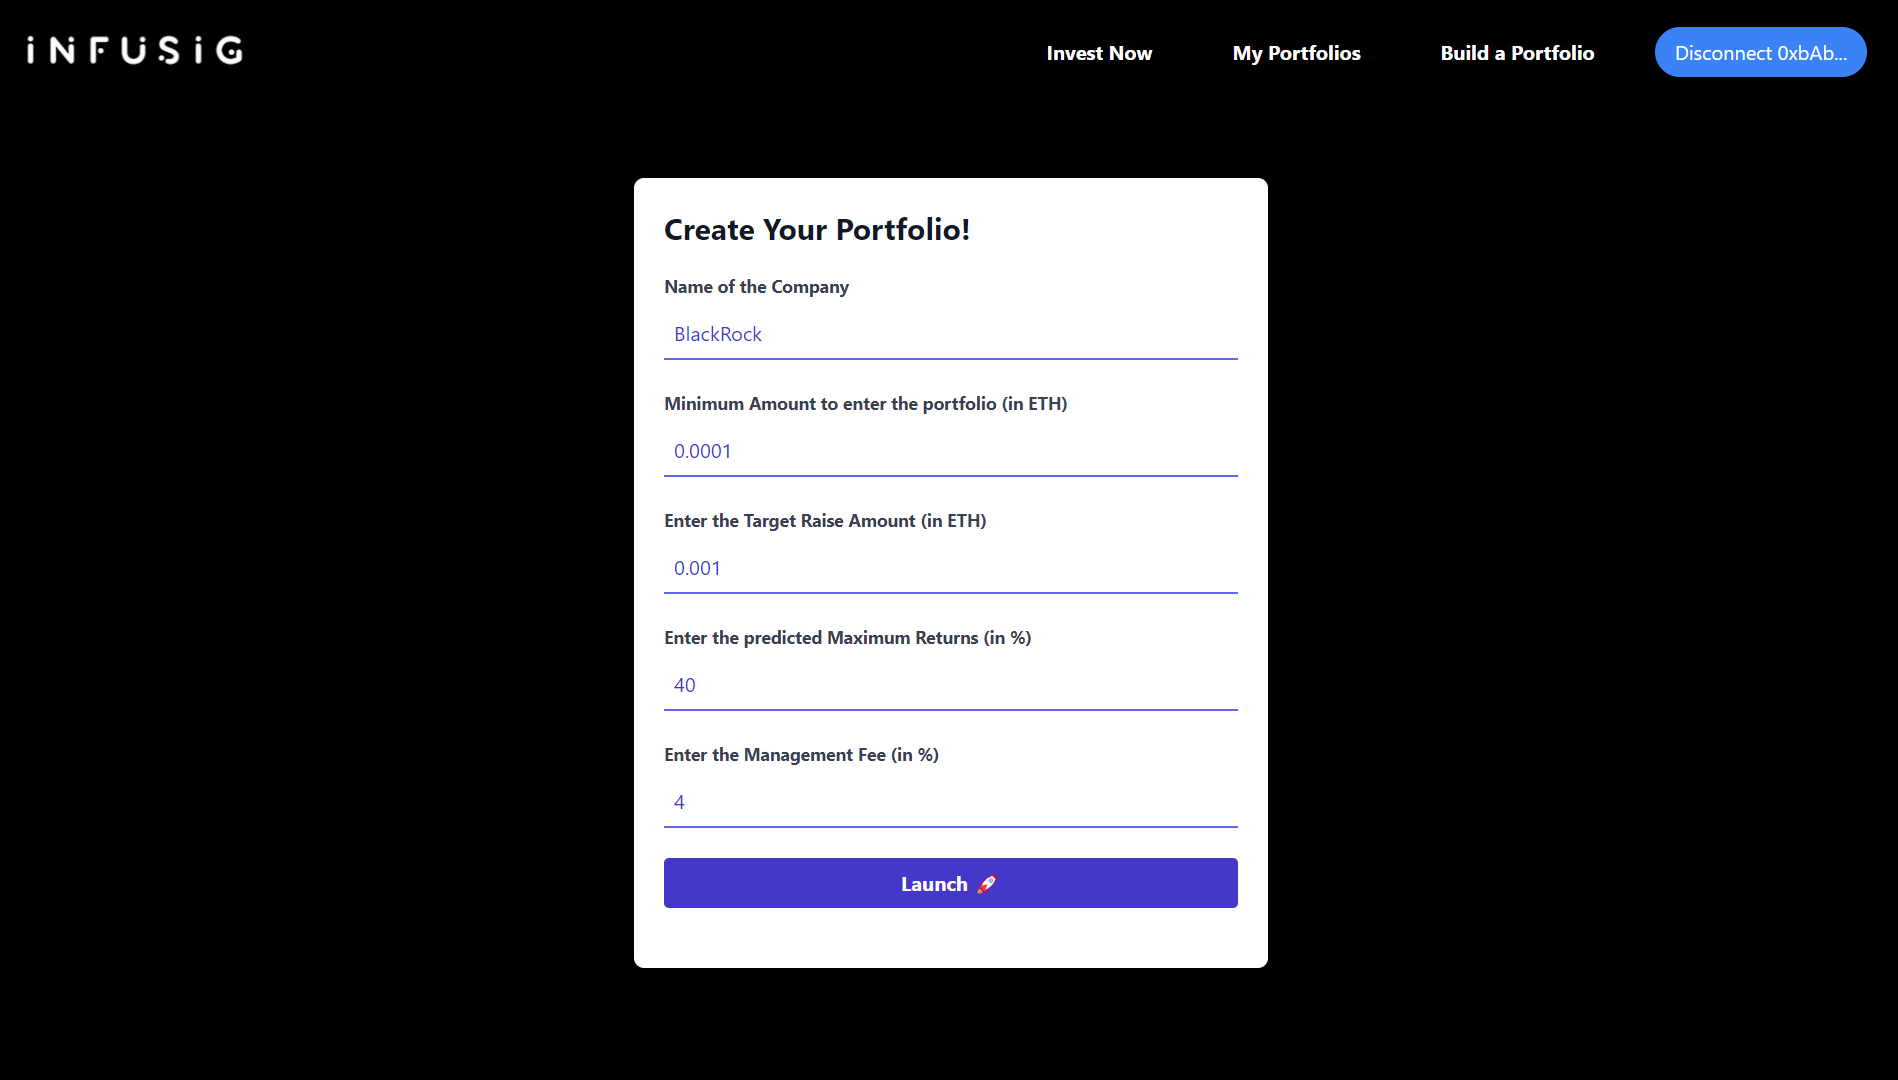 iNFUSiG
Invest Now
My Portfolios
Build a Portfolio
Disconnect 0xbAb...
Create Your Portfolio!
Name of the Company
BlackRock
Minimum Amount to enter the portfolio (in ETH)
0.0001
Enter the Target Raise Amount (in ETH)
0.001
Enter the predicted Maximum Returns (in %)
40
Enter the Management Fee (in %)
4
Launch 🚀